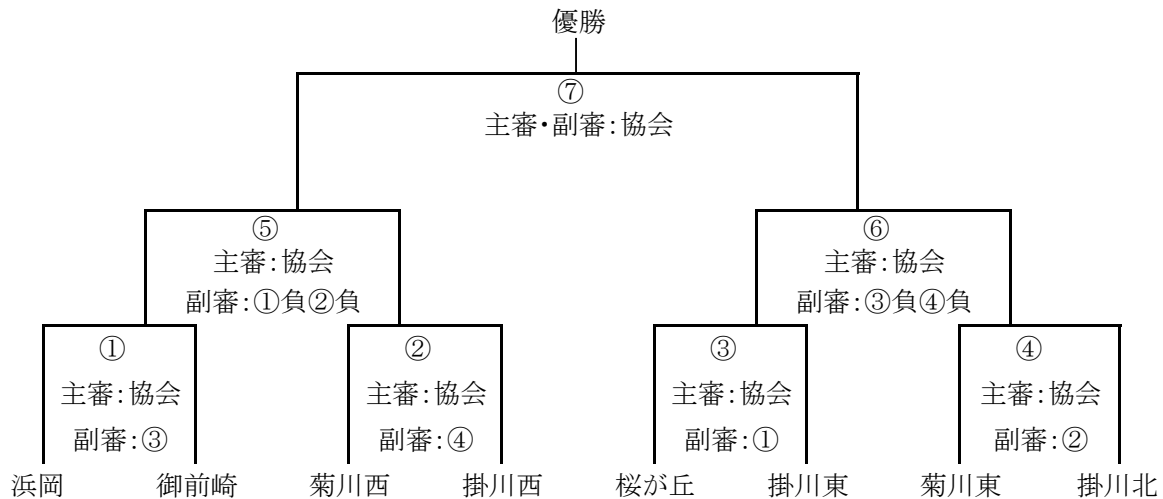 優勝
⑦
主審・副審:協会
⑤ ⑥
主審:協会 主審:協会
副審:①負②負 副審:③負④負
① ② ③ ④
主審:協会 主審:協会 主審:協会 主審:協会
副審:③ 副審:④ 副審:① 副審:②
浜岡 御前崎 菊川西 掛川西 桜が丘 掛川東 菊川東 掛川北